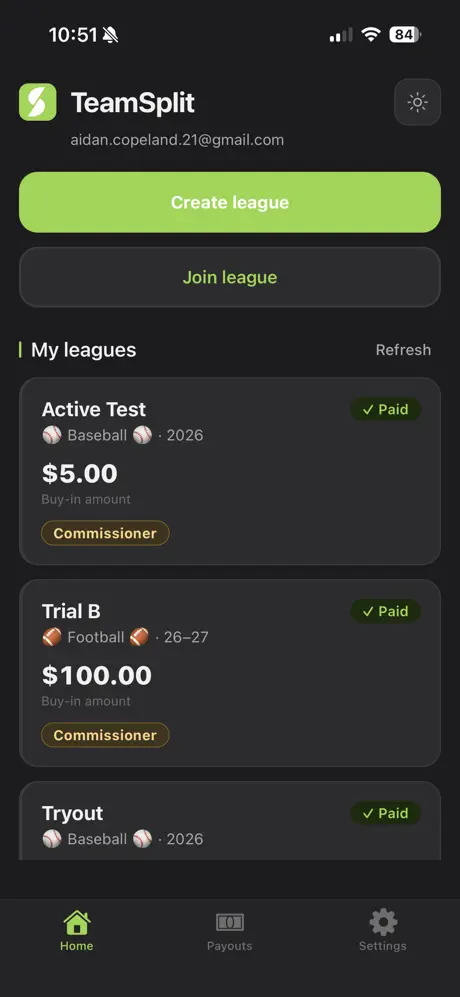 10:51
84
TeamSplit
aidan.copeland.21@gmail.com
Create league
Join league
My leagues
Refresh
Active Test
✓ Paid
⚾ Baseball ⚾ · 2026
$5.00
Buy-in amount
Commissioner
Trial B
✓ Paid
🏈 Football 🏈 · 26–27
$100.00
Buy-in amount
Commissioner
Tryout
✓ Paid
⚾ Baseball ⚾ · 2026
Home
Payouts
Settings